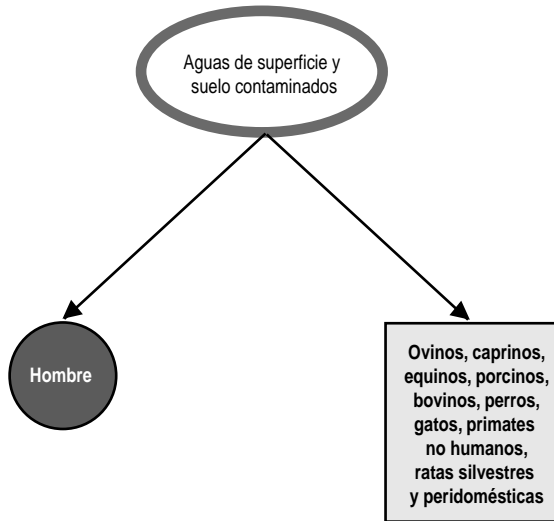 Aguas de superficie y
suelo contaminados
Hombre
Ovinos, caprinos,
equinos, porcinos,
bovinos, perros,
gatos, primates
no humanos,
ratas silvestres
y peridomésticas